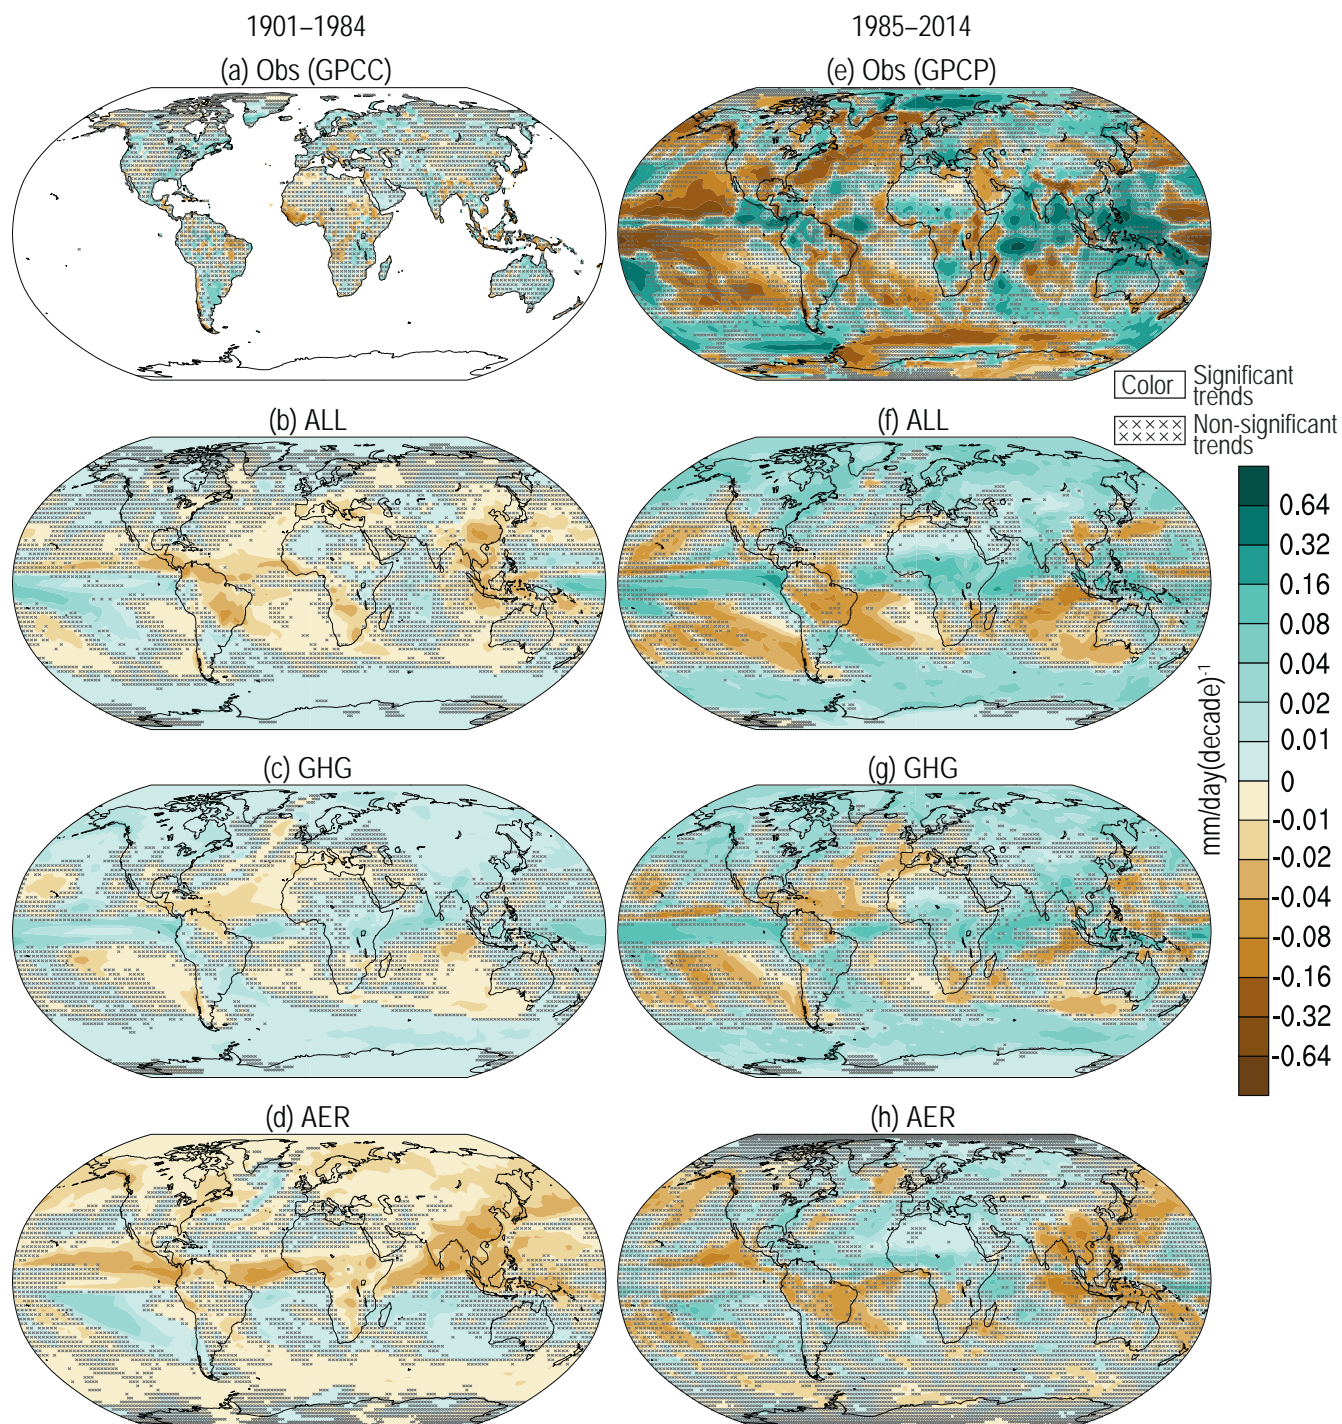 1901–1984
1985–2014
(a) Obs (GPCC)
(e) Obs (GPCP)
Color
Significant
trends
Non-significant
trends
(b) ALL
(f) ALL
(c) GHG
(g) GHG
(d) AER
(h) AER
mm/day(decade)-1
0.64
0.32
0.16
0.08
0.04
0.02
0.01
0
-0.01
-0.02
-0.04
-0.08
-0.16
-0.32
-0.64